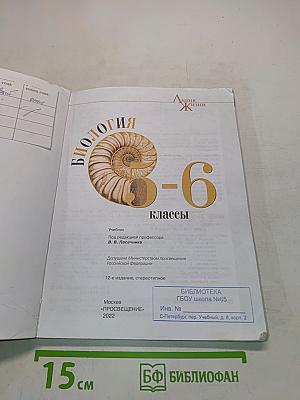 Линия
Жизни
БИОЛОГИЯ
5-6
классы
Учебник
Под редакцией профессора
В. В. Пасечника
Допущено Министерством просвещения
Российской Федерации
12-е издание, стереотипное
Москва
«ПРОСВЕЩЕНИЕ»
2022
БИБЛИОТЕКА
ГБОУ школа №65
Инв. №
С-Петербург, пер. Учебный, д. 8, корп. 2
15 см
БФ БИБЛИОФАН